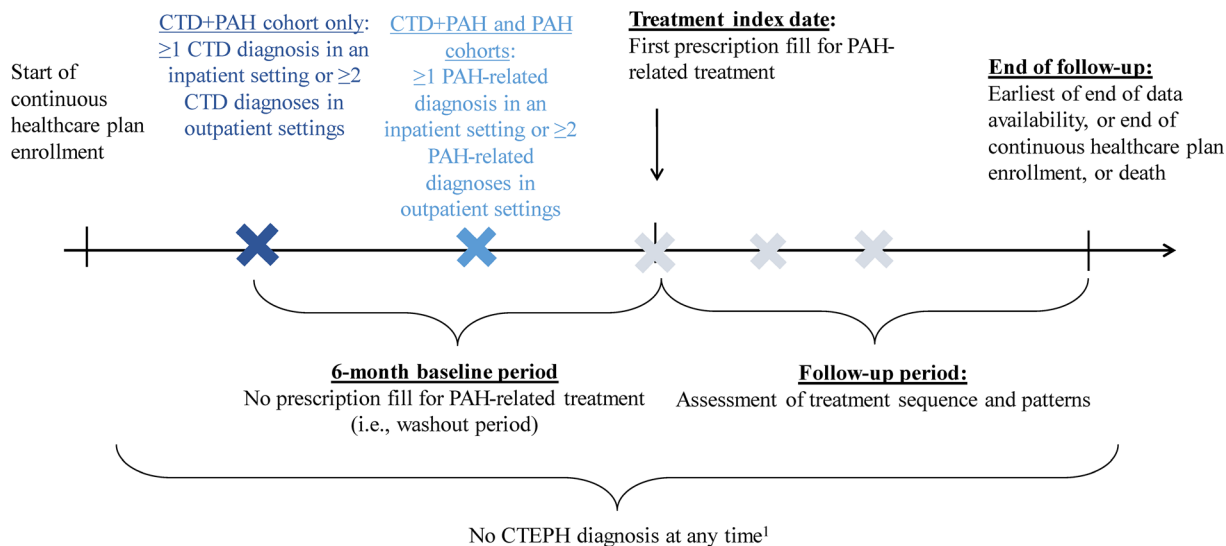 Start of
continuous
healthcare plan
enrollment
CTD+PAH cohort only:
≥1 CTD diagnosis in an
inpatient setting or ≥2
CTD diagnoses in
outpatient settings
CTD+PAH and PAH
cohorts:
≥1 PAH-related
diagnosis in an
inpatient setting or ≥2
PAH-related
diagnoses in
outpatient settings
Treatment index date:
First prescription fill for PAH-
related treatment
End of follow-up:
Earliest of end of data
availability, or end of
continuous healthcare plan
enrollment, or death
6-month baseline period
No prescription fill for PAH-related treatment
(i.e., washout period)
Follow-up period:
Assessment of treatment sequence and patterns
No CTEPH diagnosis at any time¹